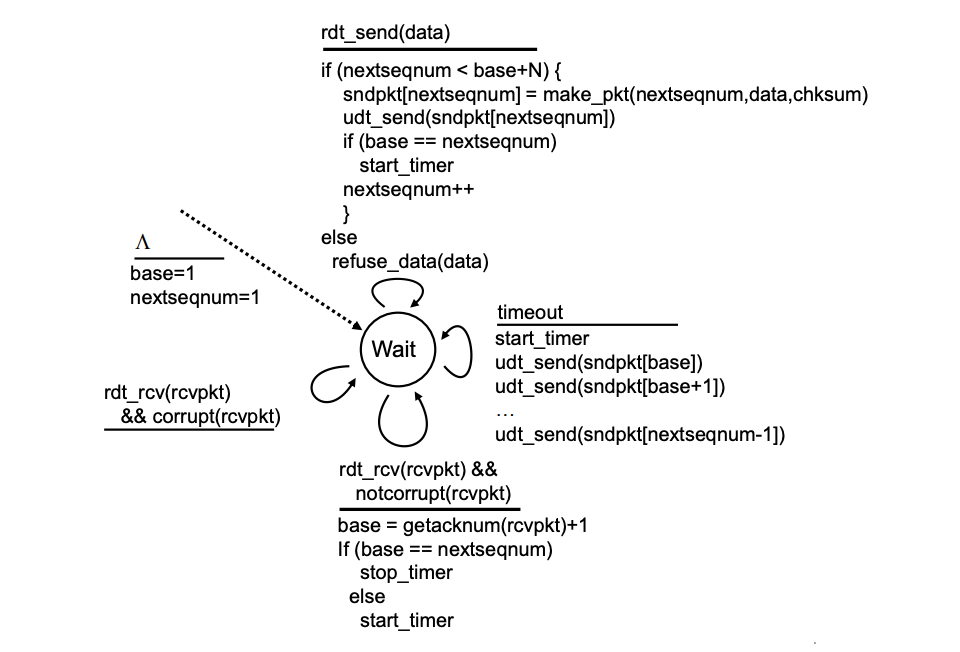 rdt_send(data)
if (nextseqnum < base+N) {
sndpkt[nextseqnum] = make_pkt(nextseqnum,data,chksum)
udt_send(sndpkt[nextseqnum])
if (base == nextseqnum)
start_timer
nextseqnum++
}
else
refuse_data(data)
Λ
base=1
nextseqnum=1
Wait
timeout
start_timer
udt_send(sndpkt[base])
udt_send(sndpkt[base+1])
…
udt_send(sndpkt[nextseqnum-1])
rdt_rcv(rcvpkt)
&& corrupt(rcvpkt)
rdt_rcv(rcvpkt) &&
notcorrupt(rcvpkt)
base = getacknum(rcvpkt)+1
If (base == nextseqnum)
stop_timer
else
start_timer